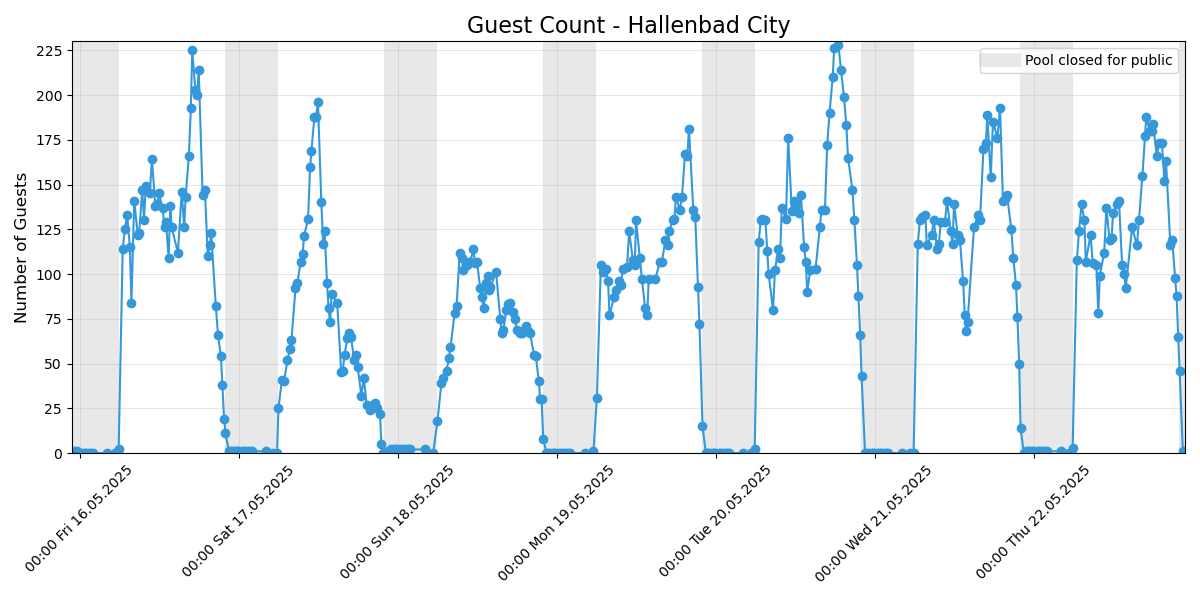 Guest Count - Hallenbad City
Number of Guests
225
200
175
150
125
100
75
50
25
0
Pool closed for public
00:00 Fri 16.05.2025
00:00 Sat 17.05.2025
00:00 Sun 18.05.2025
00:00 Mon 19.05.2025
00:00 Tue 20.05.2025
00:00 Wed 21.05.2025
00:00 Thu 22.05.2025